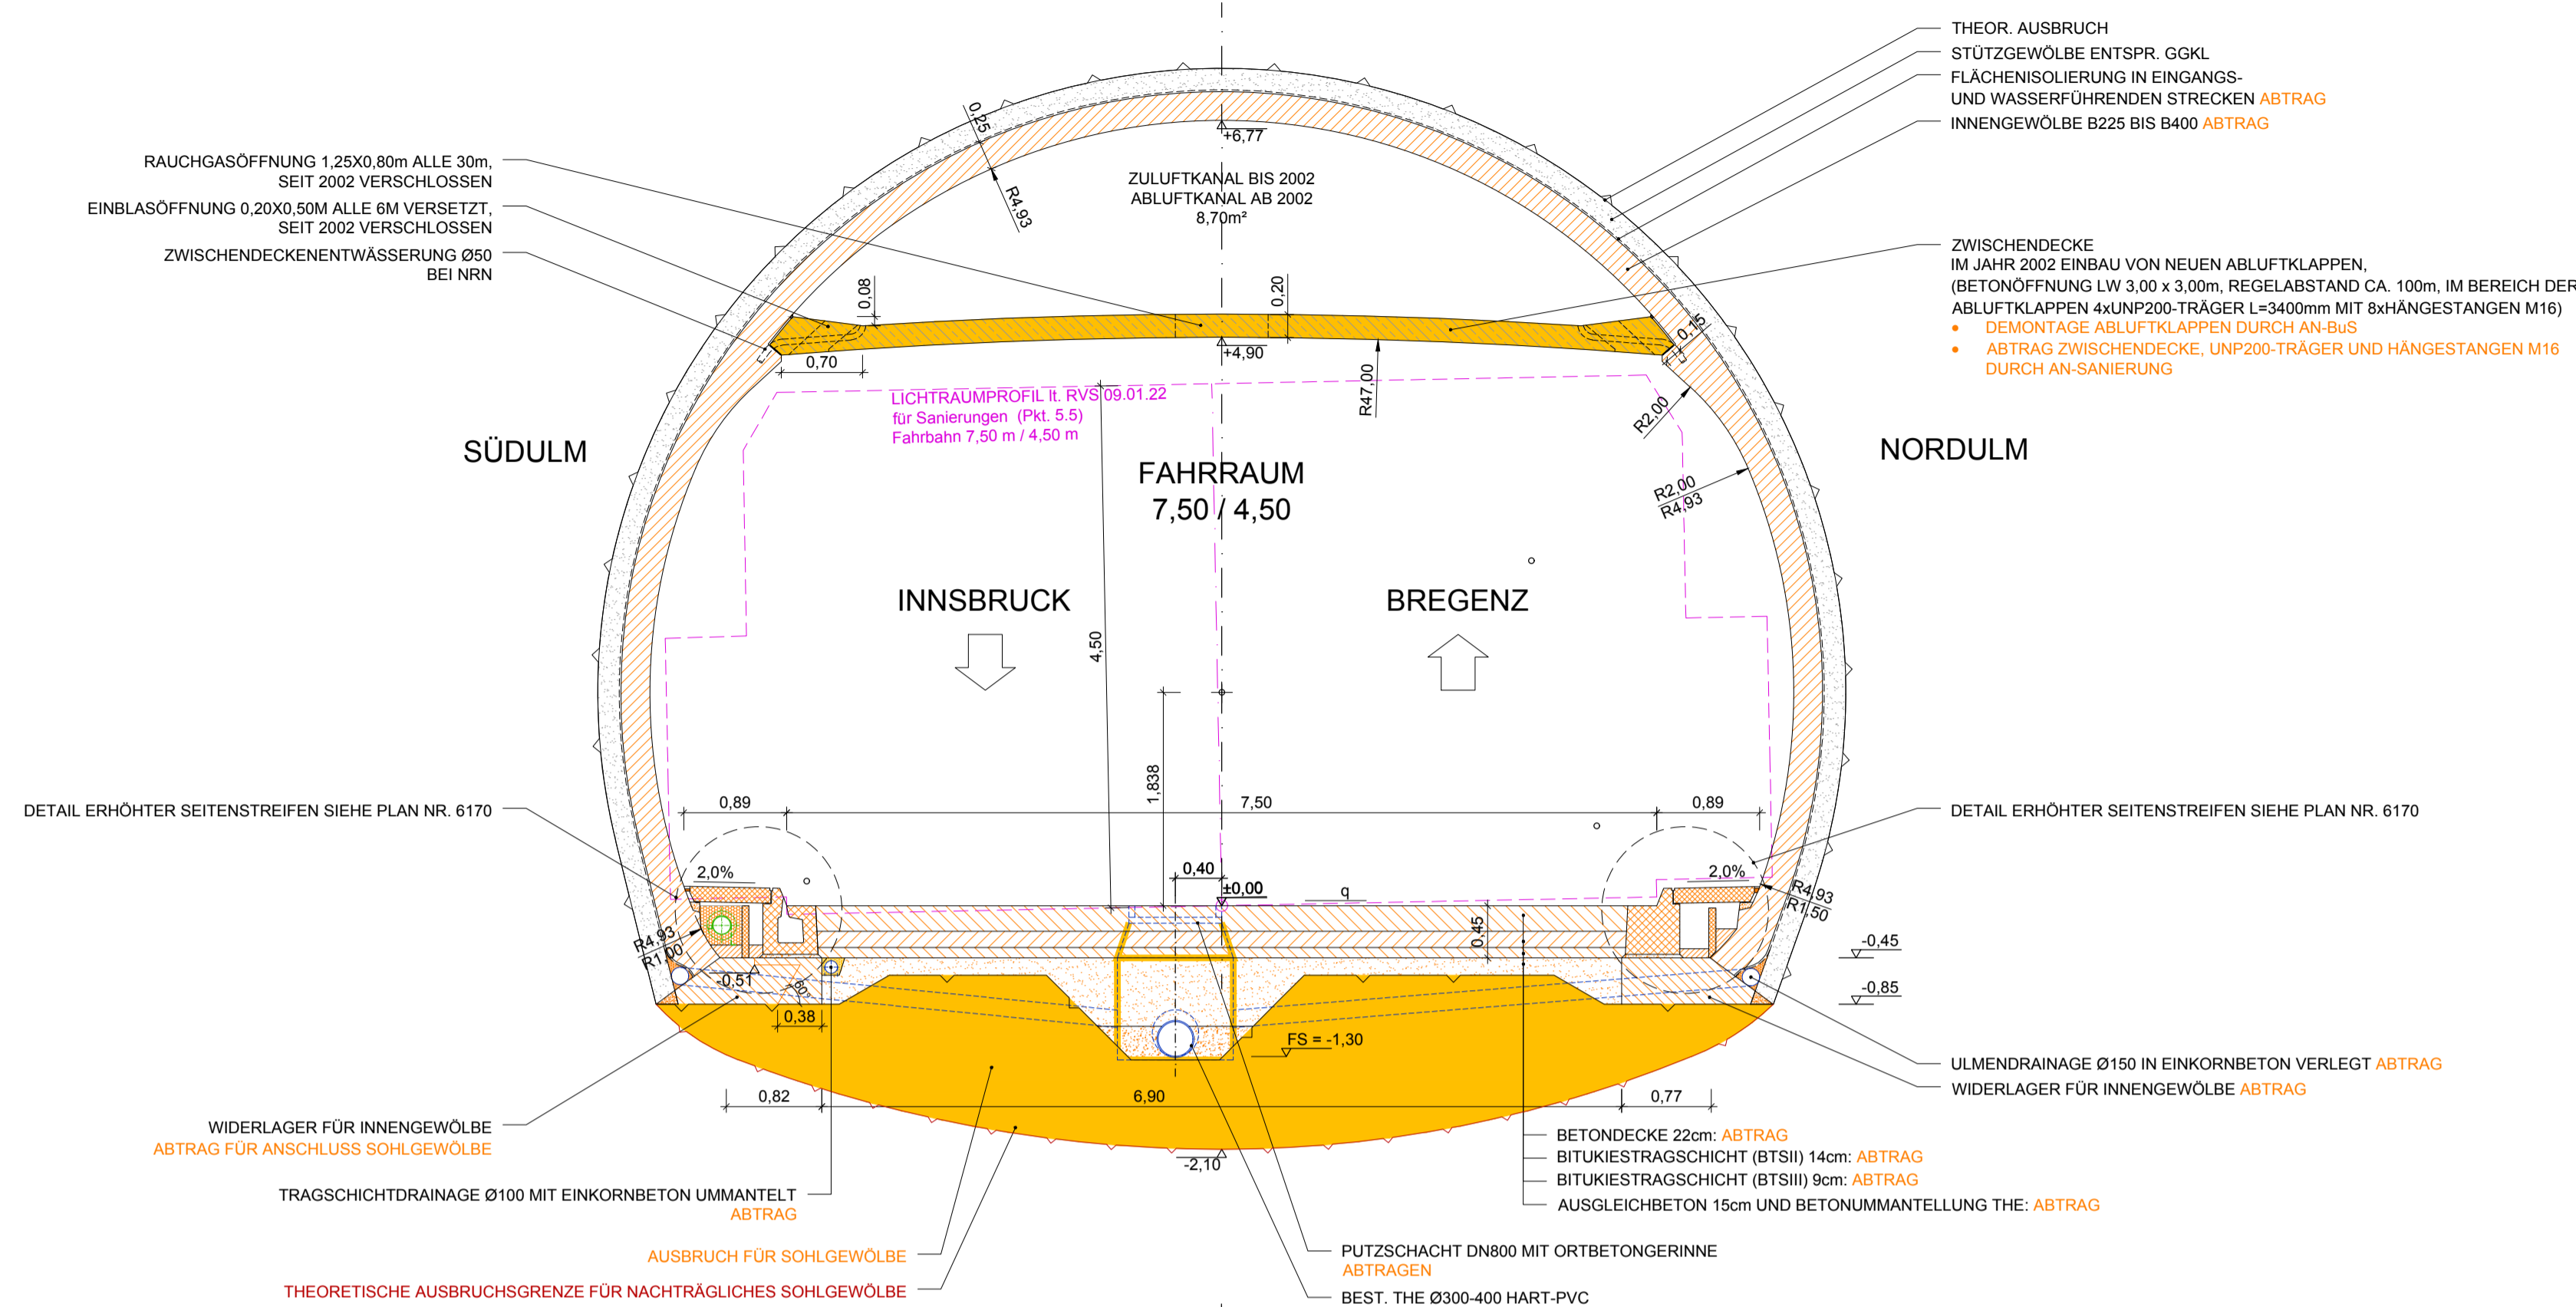 THEOR. AUSBRUCH
STÜTZGEWÖLBE ENTSPR. GGKL
FLÄCHENISOLIERUNG IN EINGANGS-
UND WASSERFÜHRENDEN STRECKEN ABTRAG
INNENGEWÖLBE B225 BIS B400 ABTRAG
RAUCHGASÖFFNUNG 1,25X0,80m ALLE 30m,
SEIT 2002 VERSCHLOSSEN
EINBLASÖFFNUNG 0,20X0,50M ALLE 6M VERSETZT,
SEIT 2002 VERSCHLOSSEN
ZWISCHENDECKENENTWÄSSERUNG Ø50
BEI NRN
0,25
R4,93
+6,77
ZULUFTKANAL BIS 2002
ABLUFTKANAL AB 2002
8,70m²
ZWISCHENDECKE
IM JAHR 2002 EINBAU VON NEUEN ABLUFTKLAPPEN,
(BETONÖFFNUNG LW 3,00 x 3,00m, REGELABSTAND CA. 100m, IM BEREICH DER
ABLUFTKLAPPEN 4xUNP200-TRÄGER L=3400mm MIT 8xHÄNGESTANGEN M16)
• DEMONTAGE ABLUFTKLAPPEN DURCH AN-BuS
• ABTRAG ZWISCHENDECKE, UNP200-TRÄGER UND HÄNGESTANGEN M16
DURCH AN-SANIERUNG
0,08
0,20
0,15
0,70
+4,90
R47,00
R2,00
LICHTRAUMPROFIL lt. RVS 09.01.22
für Sanierungen (Pkt. 5.5)
Fahrbahn 7,50 m / 4,50 m
SÜDULM
NORDULM
FAHRRAUM
7,50 / 4,50
R2,00
R4,93
INNSBRUCK
BREGENZ
4,50
1,838
0,89
7,50
0,89
DETAIL ERHÖHTER SEITENSTREIFEN SIEHE PLAN NR. 6170
DETAIL ERHÖHTER SEITENSTREIFEN SIEHE PLAN NR. 6170
2,0%
0,40
±0,00
q
2,0%
R4,93
R1,50
R4,93
R1,00
0,45
-0,45
-0,51
60°
-0,85
0,38
FS = -1,30
ULMENDRAINAGE Ø150 IN EINKORNBETON VERLEGT ABTRAG
WIDERLAGER FÜR INNENGEWÖLBE ABTRAG
0,82
6,90
0,77
WIDERLAGER FÜR INNENGEWÖLBE
ABTRAG FÜR ANSCHLUSS SOHLGEWÖLBE
-2,10
BETONDECKE 22cm: ABTRAG
BITUKIESTRAGSCHICHT (BTSII) 14cm: ABTRAG
BITUKIESTRAGSCHICHT (BTSIII) 9cm: ABTRAG
AUSGLEICHBETON 15cm UND BETONUMMANTELLUNG THE: ABTRAG
TRAGSCHICHTDRAINAGE Ø100 MIT EINKORNBETON UMMANTELT
ABTRAG
AUSBRUCH FÜR SOHLGEWÖLBE
THEORETISCHE AUSBRUCHSGRENZE FÜR NACHTRÄGLICHES SOHLGEWÖLBE
PUTZSCHACHT DN800 MIT ORTBETONGERINNE
ABTRAGEN
BEST. THE Ø300-400 HART-PVC